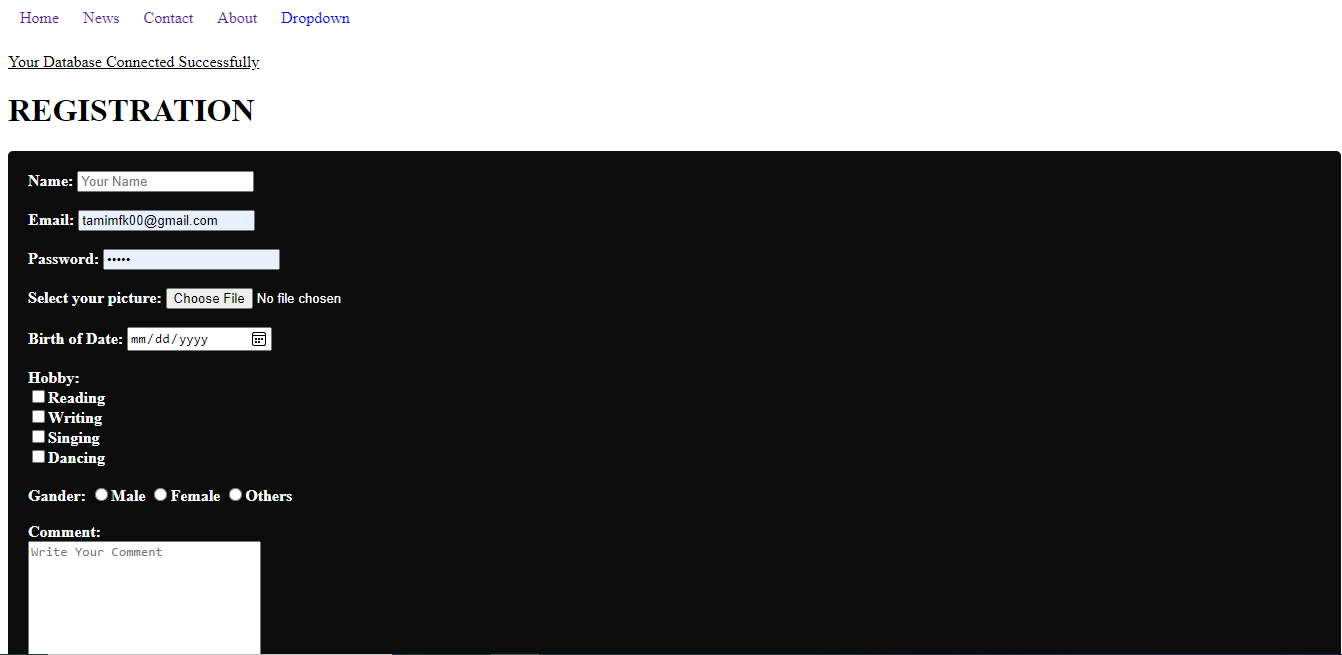 Home News Contact About Dropdown
Your Database Connected Successfully
REGISTRATION
Name: Your Name
Email: tamimfk00@gmail.com
Password: •••••
Select your picture: Choose File No file chosen
Birth of Date: mm/dd/yyyy
Hobby:
Reading
Writing
Singing
Dancing
Gander: Male Female Others
Comment:
Write Your Comment